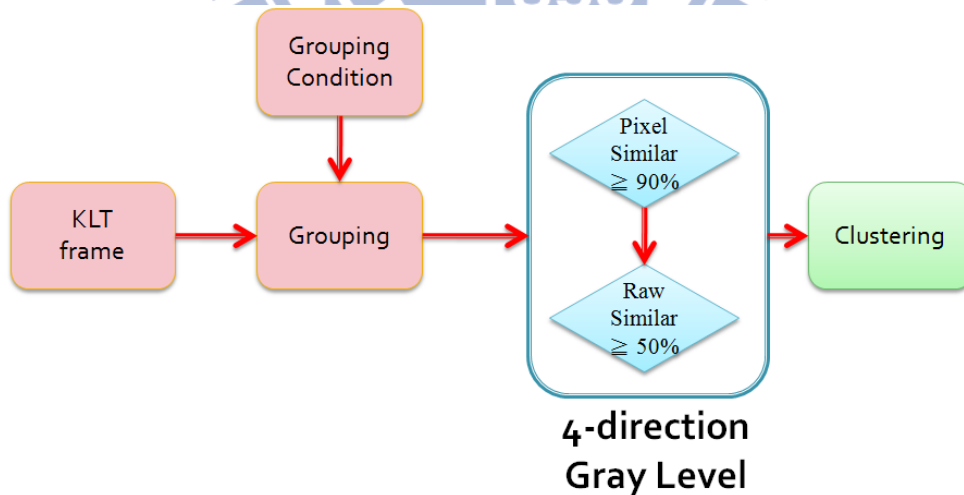 Grouping
Condition
KLT
frame
Grouping
Pixel
Similar
≧ 90%
Raw
Similar
≧ 50%
Clustering
4-direction
Gray Level